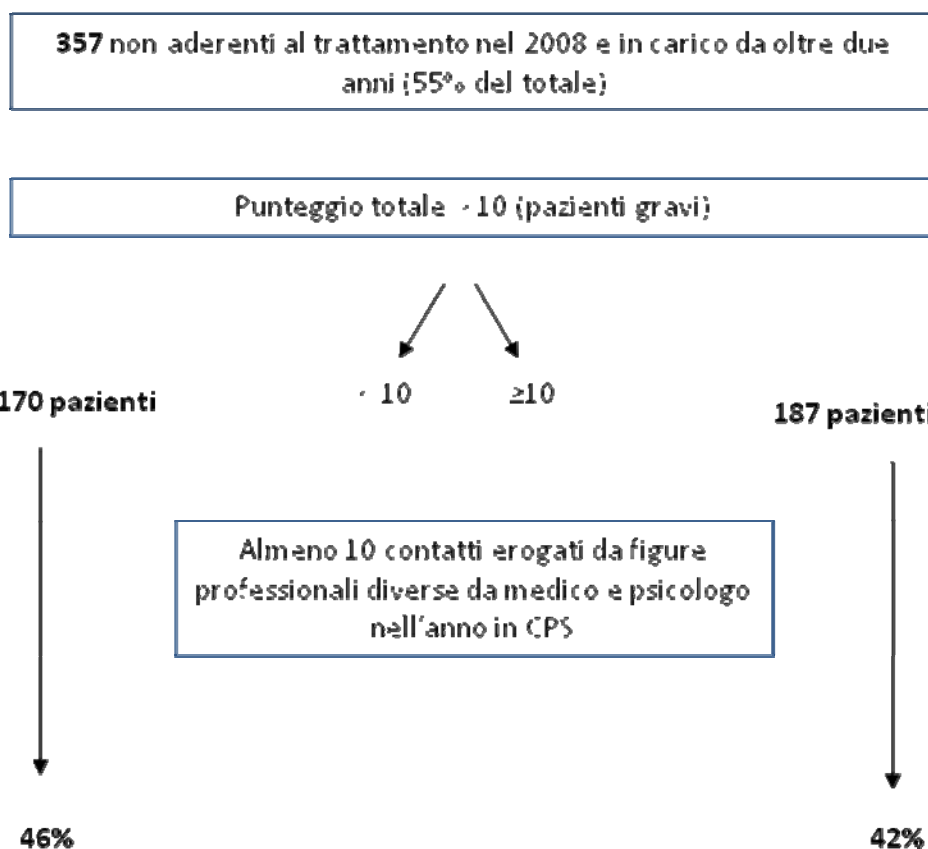 357 non aderenti al trattamento nel 2008 e in carico da oltre due
anni (55% del totale)
Punteggio totale 10 (pazienti gravi)
170 pazienti
10 ≥10
187 pazienti
Almeno 10 contatti erogati da figure
professionali diverse da medico e psicologo
nell'anno in CPS
46% 42%